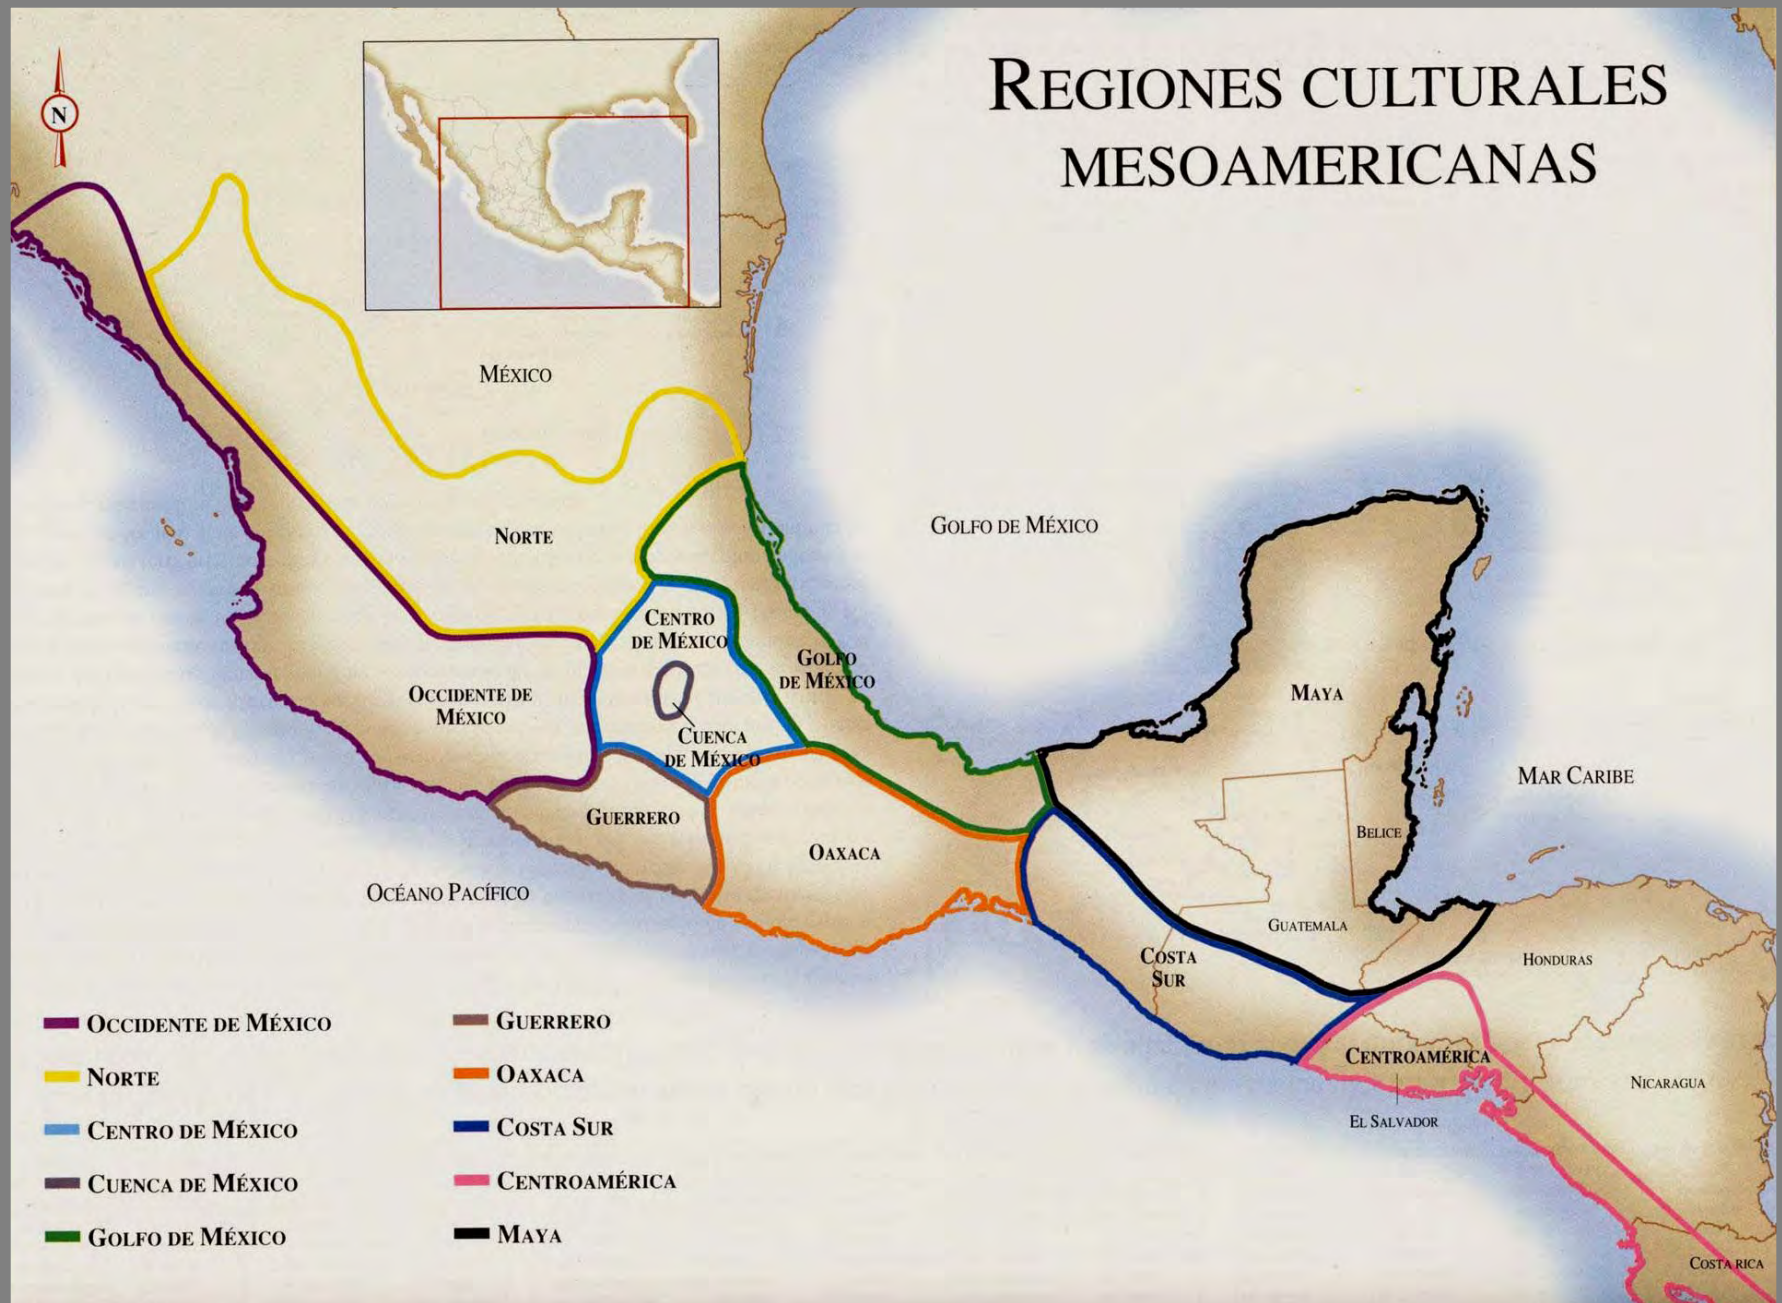 REGIONES CULTURALES
MESOAMERICANAS
N
MÉXICO
NORTE
GOLFO DE MÉXICO
CENTRO
DE MÉXICO
GOLFO
DE MÉXICO
OCCIDENTE DE
MÉXICO
MAYA
CUENCA
DE MÉXICO
MAR CARIBE
GUERRERO
BELICE
OAXACA
OCÉANO PACÍFICO
GUATEMALA
COSTA
SUR
HONDURAS
CENTROAMÉRICA
NICARAGUA
EL SALVADOR
COSTA RICA
OCCIDENTE DE MÉXICO
NORTE
CENTRO DE MÉXICO
CUENCA DE MÉXICO
GOLFO DE MÉXICO
GUERRERO
OAXACA
COSTA SUR
CENTROAMÉRICA
MAYA